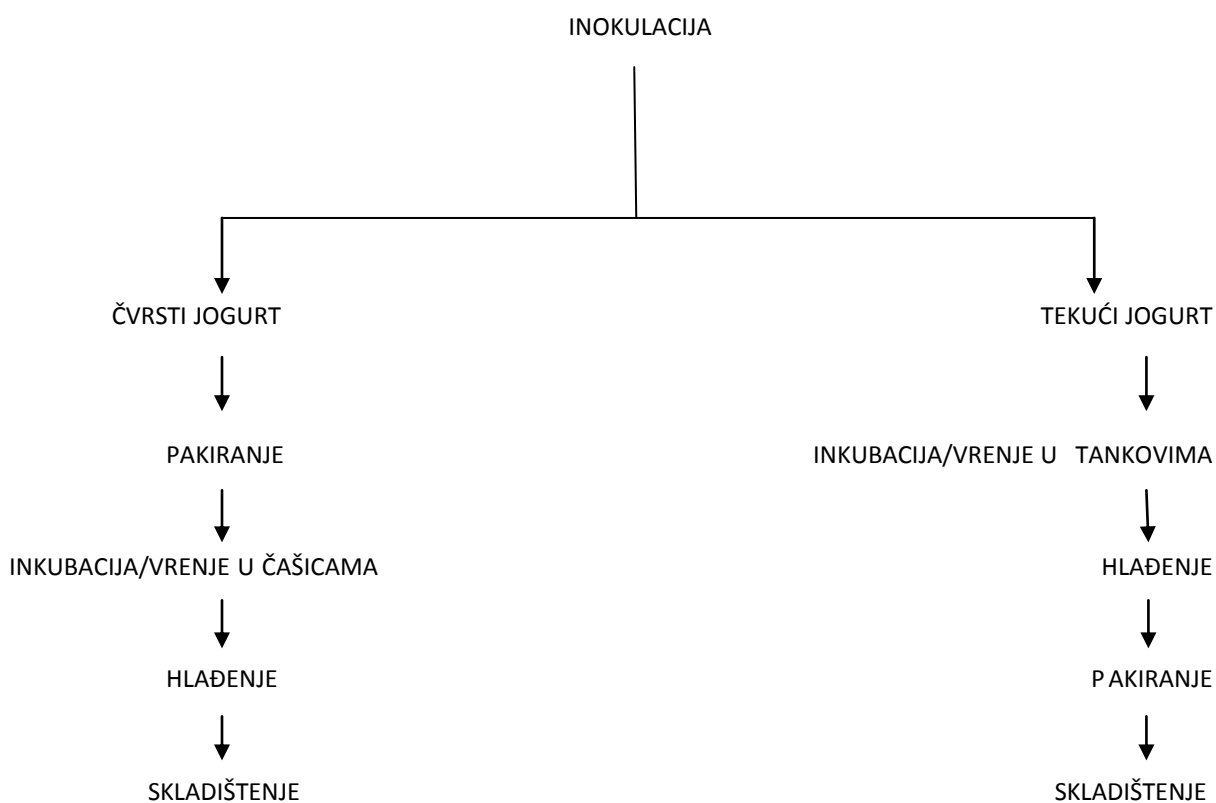 INOKULACIJA
ČVRSTI JOGURT
TEKUĆI JOGURT
PAKIRANJE
INKUBACIJA/VRENJE U TANKOVIMA
INKUBACIJA/VRENJE U ČAŠICAMA
HLAĐENJE
HLAĐENJE
P AKIRANJE
SKLADIŠTENJE
SKLADIŠTENJE